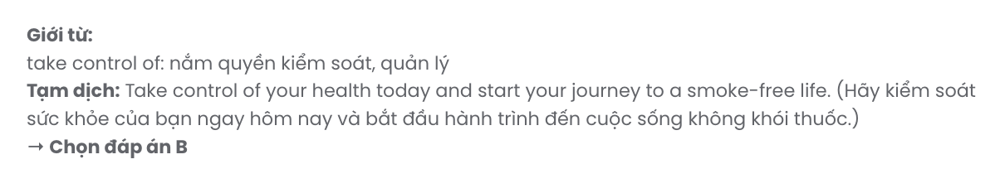 Giới từ:
take control of: nắm quyền kiểm soát, quản lý
Tạm dịch: Take control of your health today and start your journey to a smoke-free life. (Hãy kiểm soát
sức khỏe của bạn ngay hôm nay và bắt đầu hành trình đến cuộc sống không khói thuốc.)
→ Chọn đáp án B